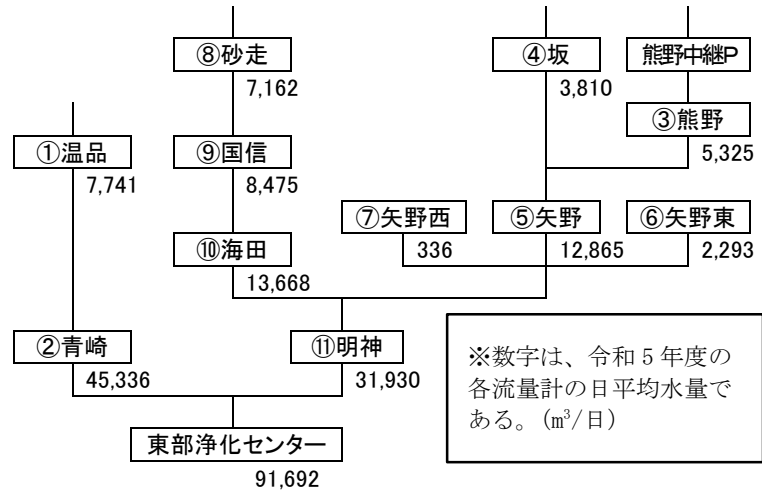 ⑧砂走
7,162
④坂
3,810
熊野中継P
③熊野
5,325
①温品
7,741
⑨国信
8,475
⑦矢野西
336
⑤矢野
12,865
⑥矢野東
2,293
⑩海田
13,668
②青崎
45,336
⑪明神
31,930
東部浄化センター
91,692
※数字は、令和5年度の
各流量計の日平均水量で
ある。(m³/日)